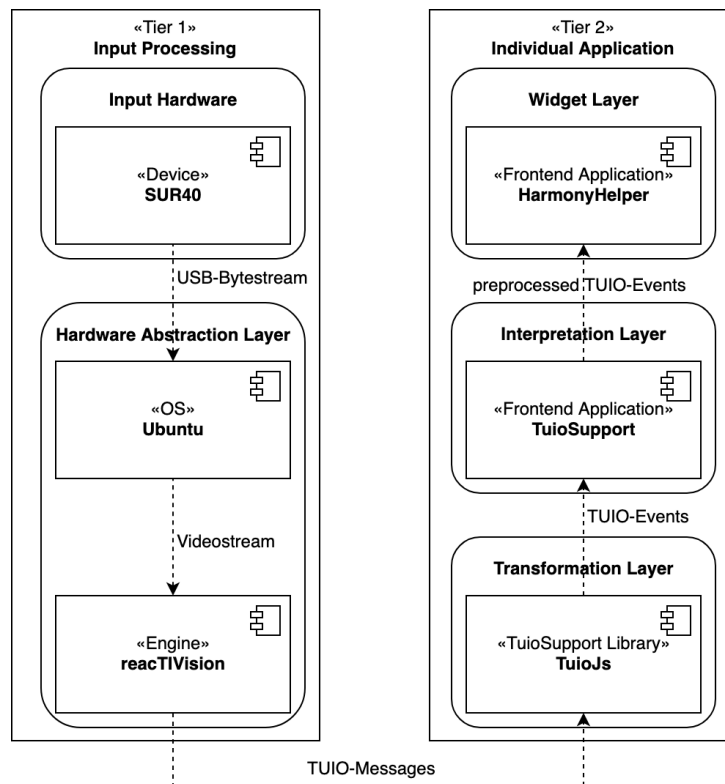 «Tier 1»
Input Processing
Input Hardware
«Device»
SUR40
USB-Bytestream
Hardware Abstraction Layer
«OS»
Ubuntu
Videostream
«Engine»
reacTIVision
«Tier 2»
Individual Application
Widget Layer
«Frontend Application»
HarmonyHelper
preprocessed TUIO-Events
Interpretation Layer
«Frontend Application»
TuioSupport
TUIO-Events
Transformation Layer
«TuioSupport Library»
TuioJs
TUIO-Messages